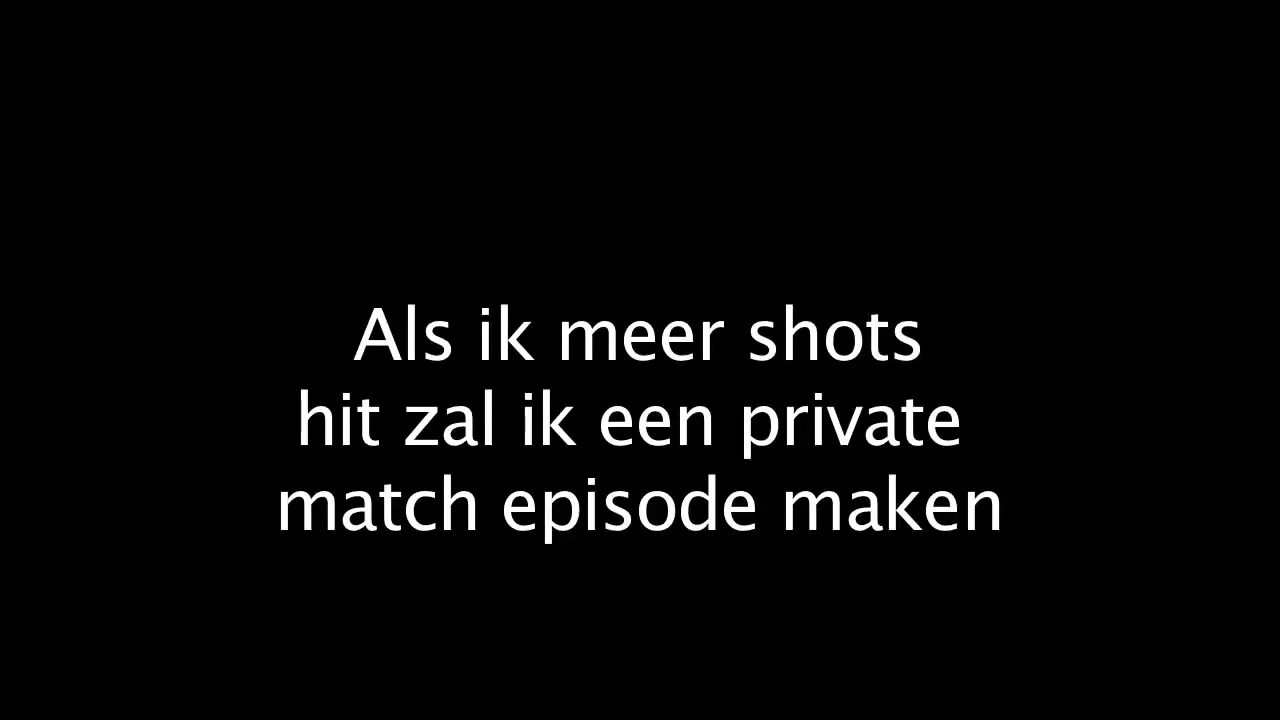 Als ik meer shots
hit zal ik een private
match episode maken